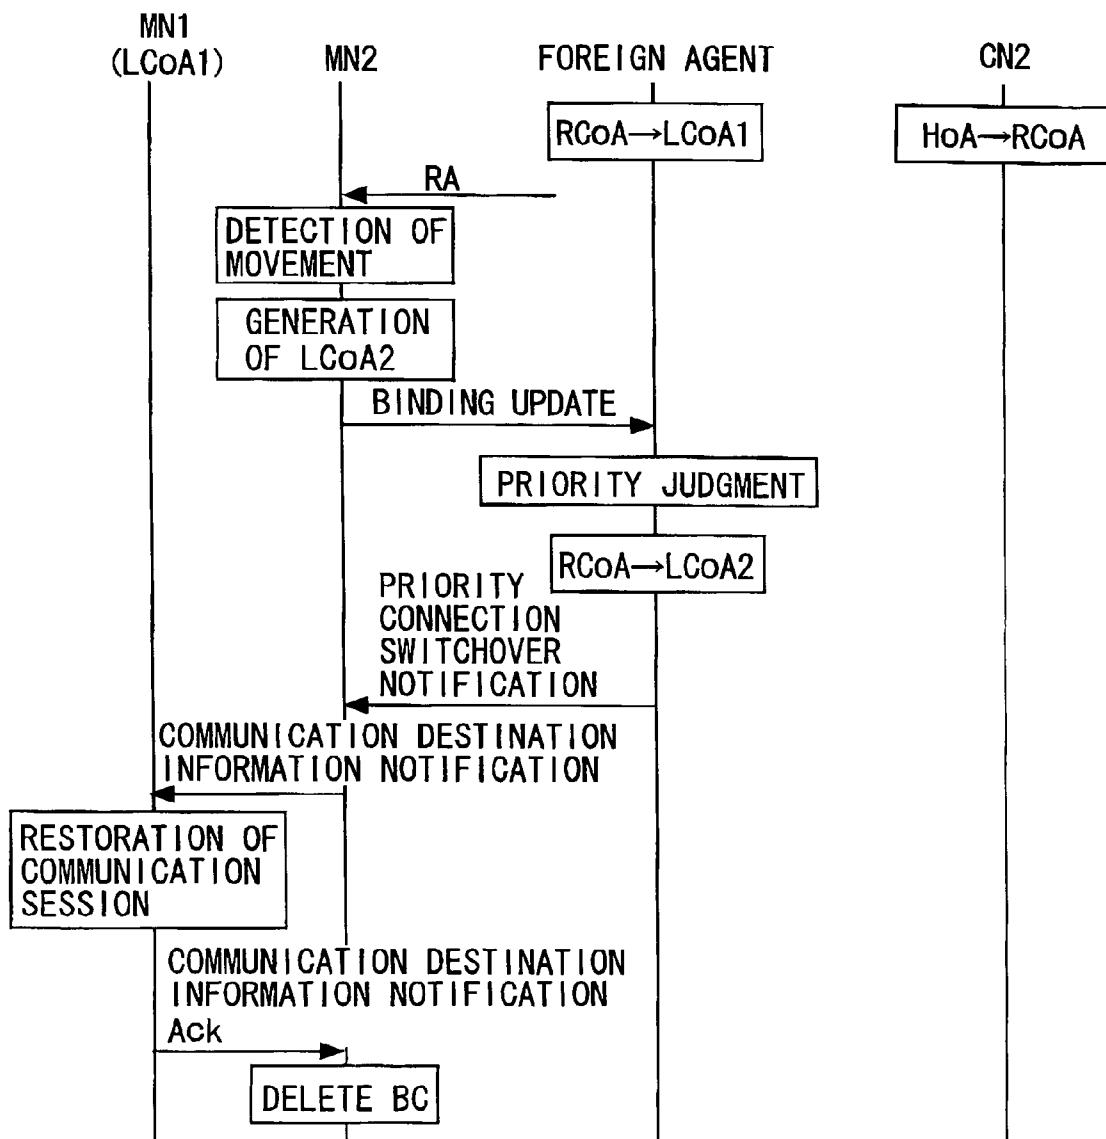 MN1
(LCoA1)
MN2
FOREIGN AGENT
CN2
RCoA→LCoA1
HoA→RCoA
RA
DETECTION OF
MOVEMENT
GENERATION
OF LCoA2
BINDING UPDATE
PRIORITY JUDGMENT
RCoA→LCoA2
PRIORITY
CONNECTION
SWITCHOVER
NOTIFICATION
COMMUNICATION DESTINATION
INFORMATION NOTIFICATION
RESTORATION OF
COMMUNICATION
SESSION
COMMUNICATION DESTINATION
INFORMATION NOTIFICATION
Ack
DELETE BC